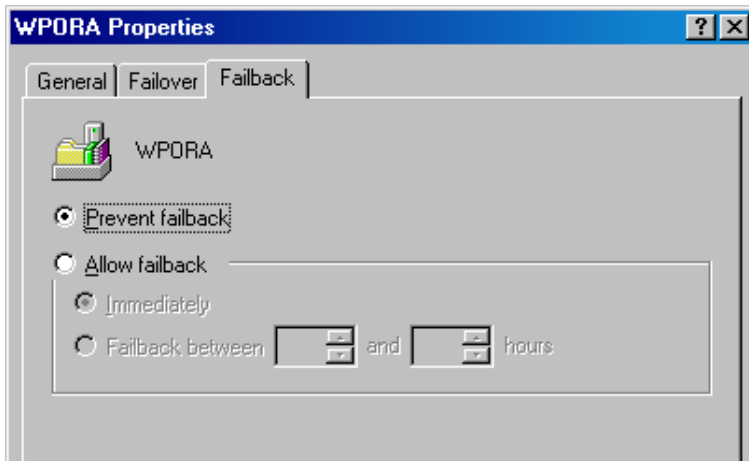 WPORA Properties
General Failover Failback
WPORA
Prevent failback
Allow failback
Immediately
Failback between and hours